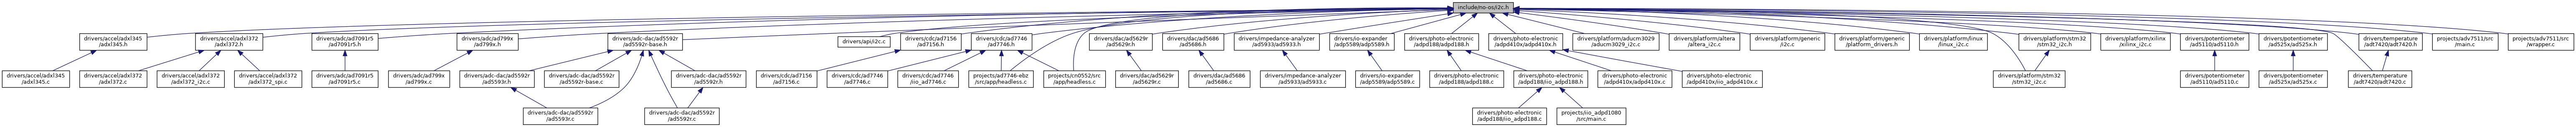 include/no-os/i2c.h
drivers/accel/adxl345
/adxl345.h
drivers/accel/adxl372
/adxl372.h
drivers/adc/ad7091r5
/ad7091r5.h
drivers/adc/ad799x
/ad799x.h
drivers/adc-dac/ad5592r
/ad5592r-base.h
drivers/api/i2c.c
drivers/cdc/ad7156
/ad7156.h
drivers/cdc/ad7746
/ad7746.h
drivers/dac/ad5629r
/ad5629r.h
drivers/dac/ad5686
/ad5686.h
drivers/impedance-analyzer
/ad5933/ad5933.h
drivers/io-expander
/adp5589/adp5589.h
drivers/photo-electronic
/adpd188/adpd188.h
drivers/photo-electronic
/adpd410x/adpd410x.h
drivers/platform/aducm3029
/aducm3029_i2c.c
drivers/platform/altera
/altera_i2c.c
drivers/platform/generic
/i2c.c
drivers/platform/generic
/platform_drivers.h
drivers/platform/linux
/linux_i2c.c
drivers/platform/stm32
/stm32_i2c.h
drivers/platform/xilinx
/xilinx_i2c.c
drivers/potentiometer
/ad5110/ad5110.h
drivers/potentiometer
/ad525x/ad525x.h
drivers/temperature
/adt7420/adt7420.h
projects/adv7511/src
/main.c
projects/adv7511/src
/wrapper.c
drivers/accel/adxl345
/adxl345.c
drivers/accel/adxl372
/adxl372.c
drivers/accel/adxl372
/adxl372_i2c.c
drivers/accel/adxl372
/adxl372_spi.c
drivers/adc/ad7091r5
/ad7091r5.c
drivers/adc/ad799x
/ad799x.c
drivers/adc-dac/ad5592r
/ad5593r.h
drivers/adc-dac/ad5592r
/ad5592r-base.c
drivers/adc-dac/ad5592r
/ad5592r.h
drivers/cdc/ad7156
/ad7156.c
drivers/cdc/ad7746
/ad7746.c
drivers/cdc/ad7746
/iio_ad7746.c
projects/ad7746-ebz
/src/app/headless.c
projects/cn0552/src
/app/headless.c
drivers/dac/ad5629r
/ad5629r.c
drivers/dac/ad5686
/ad5686.c
drivers/impedance-analyzer
/ad5933/ad5933.c
drivers/io-expander
/adp5589/adp5589.c
drivers/photo-electronic
/adpd188/adpd188.c
drivers/photo-electronic
/adpd188/iio_adpd188.h
drivers/photo-electronic
/adpd410x/adpd410x.c
drivers/photo-electronic
/adpd410x/iio_adpd410x.c
drivers/platform/stm32
/stm32_i2c.c
drivers/potentiometer
/ad5110/ad5110.c
drivers/potentiometer
/ad525x/ad525x.c
drivers/temperature
/adt7420/adt7420.c
drivers/adc-dac/ad5592r
/ad5593r.c
drivers/adc-dac/ad5592r
/ad5592r.c
drivers/photo-electronic
/adpd188/iio_adpd188.c
projects/iio_adpd1080
/src/main.c